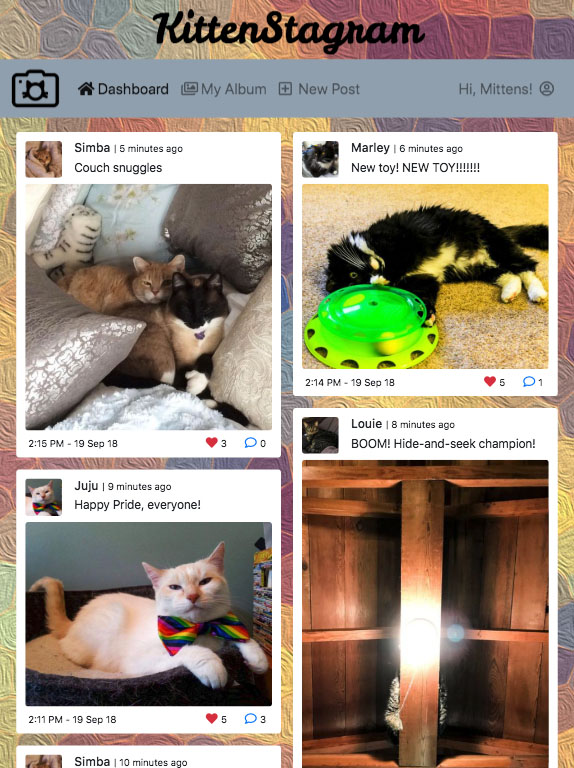 KittenStagram
Dashboard My Album New Post Hi, Mittens!
Simba | 5 minutes ago
Couch snuggles
2:15 PM - 19 Sep 18 3 0
Juju | 9 minutes ago
Happy Pride, everyone!
2:11 PM - 19 Sep 18 5 3
Simba | 10 minutes ago
Marley | 6 minutes ago
New toy! NEW TOY!!!!!!!
2:14 PM - 19 Sep 18 5 1
Louie | 8 minutes ago
BOOM! Hide-and-seek champion!